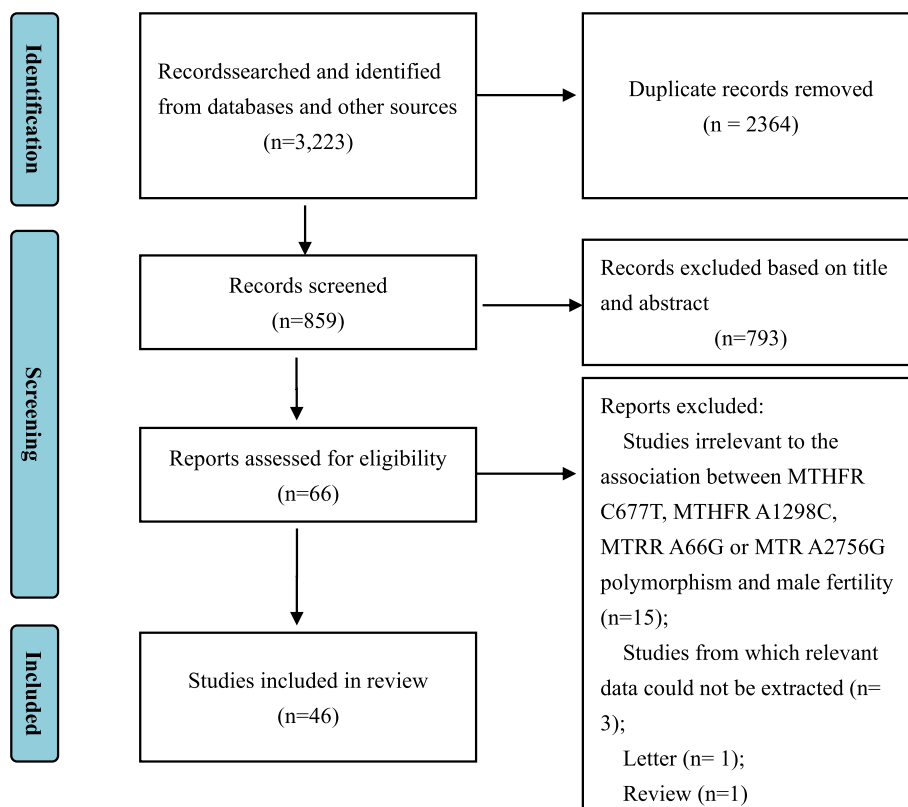 Identification
Recordssearched and identified
from databases and other sources
(n=3,223)
Duplicate records removed
(n = 2364)
Screening
Records screened
(n=859)
Records excluded based on title
and abstract
(n=793)
Reports assessed for eligibility
(n=66)
Reports excluded:
Studies irrelevant to the
association between MTHFR
C677T, MTHFR A1298C,
MTRR A66G or MTR A2756G
polymorphism and male fertility
(n=15);
Studies from which relevant
data could not be extracted (n=
3);
Letter (n= 1);
Review (n=1)
Included
Studies included in review
(n=46)